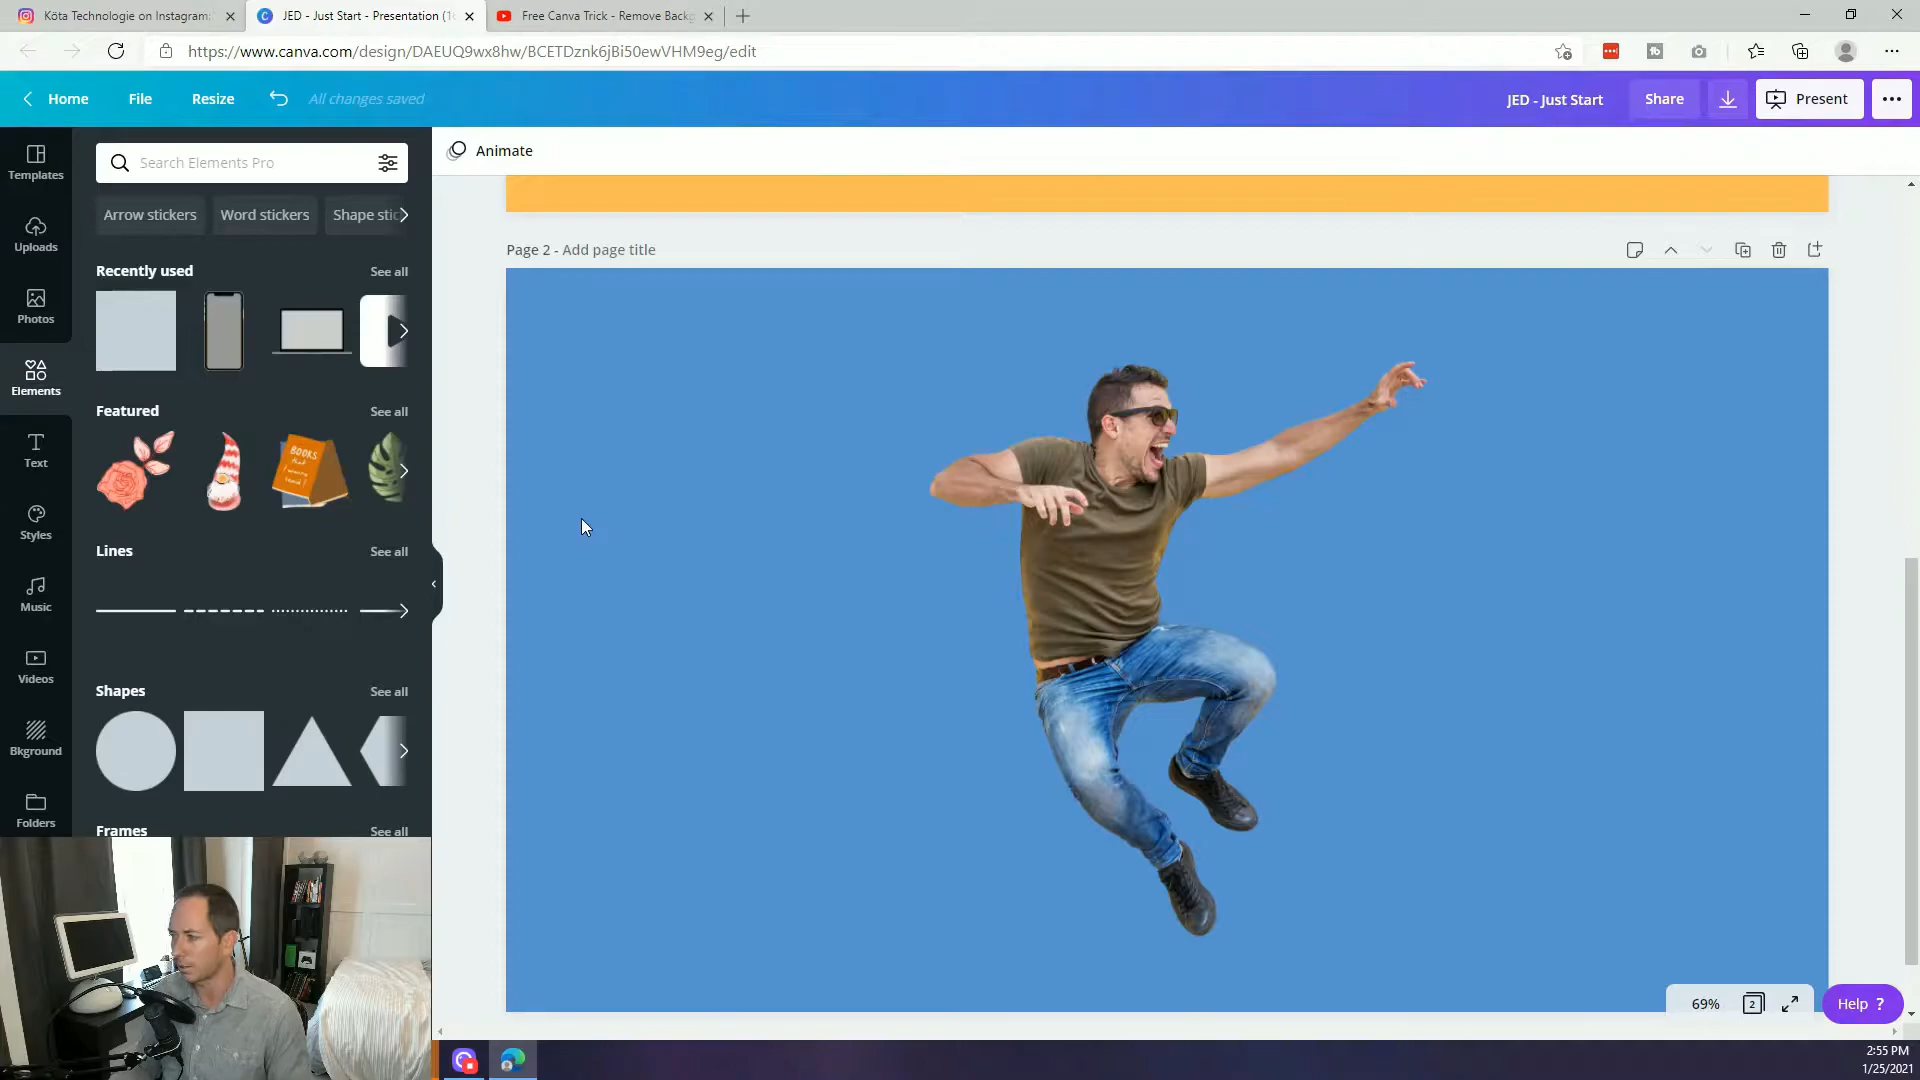 Köta Technologie on Instagram:
JED - Just Start - Presentation (1
Free Canva Trick - Remove Backg
https://www.canva.com/design/DAEUQ9wx8hw/BCETDznk6jBi50ewVHM9eg/edit
Home
File
Resize
All changes saved
JED - Just Start
Share
Present
Templates
Search Elements Pro
Animate
Arrow stickers
Word stickers
Shape stic
Uploads
Page 2 - Add page title
Recently used
See all
Photos
Elements
Featured
See all
BOOKS
Text
Lines
See all
Styles
Music
Videos
Shapes
See all
Bkground
Folders
Frames
See all
69%
2
Help ?
2:55 PM
1/25/2021